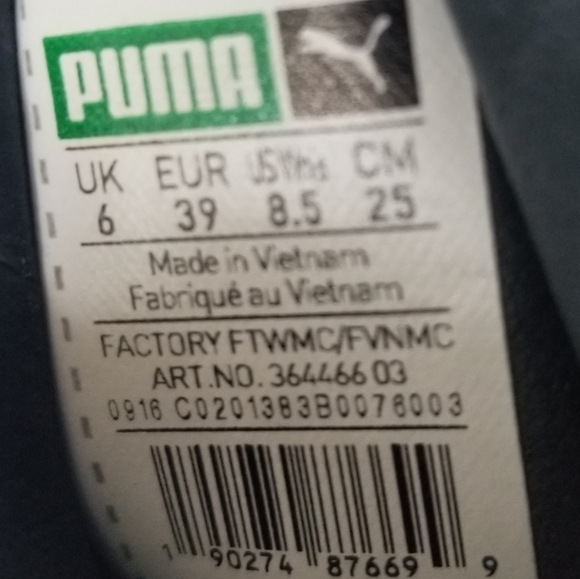 PUMA
UK EUR US Wns CM
6 39 8.5 25
Made in Vietnam
Fabriqué au Vietnam
FACTORY FTWMC/FVNMC
ART.NO. 364466 03
0916 C0201383B0076003
1 90274 87669 9